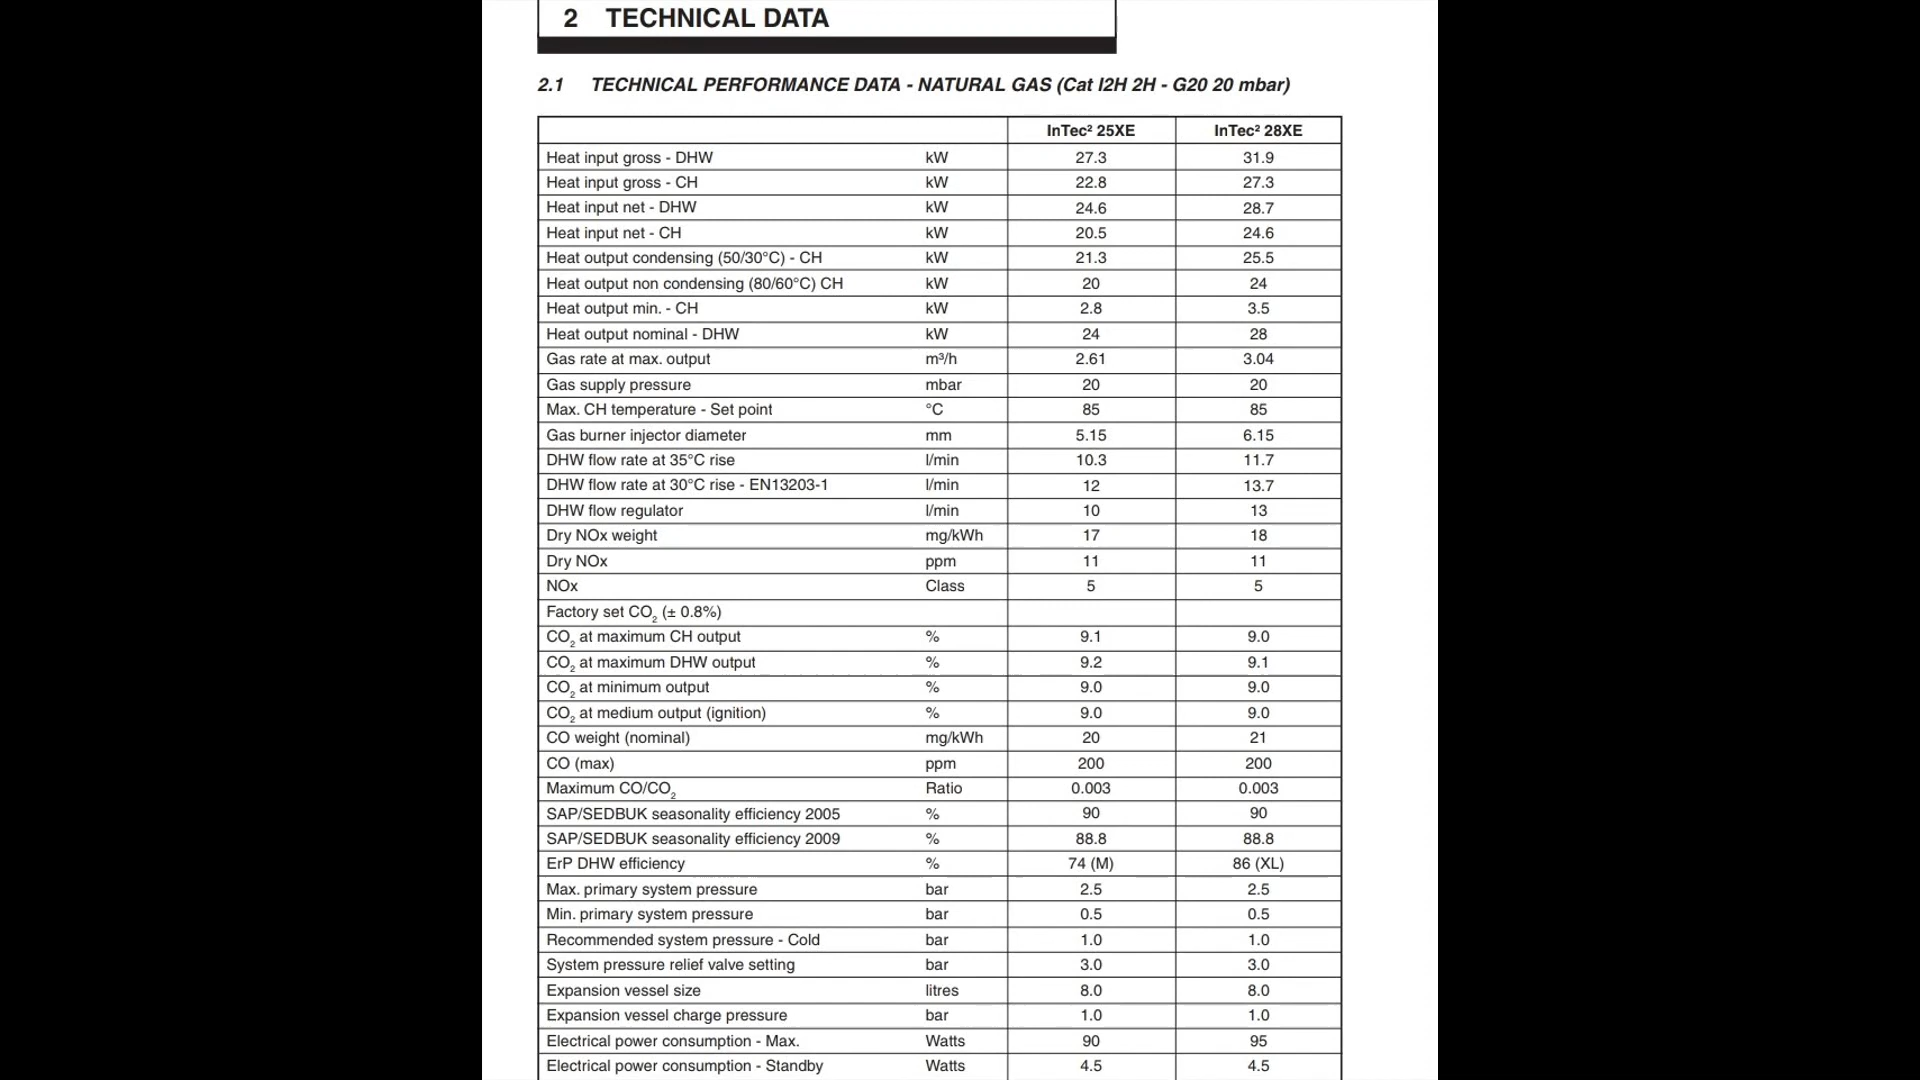 2 TECHNICAL DATA
2.1 TECHNICAL PERFORMANCE DATA - NATURAL GAS (Cat I2H 2H - G20 20 mbar)
InTec² 25XE InTec² 28XE
Heat input gross - DHW kW 27.3 31.9
Heat input gross - CH kW 22.8 27.3
Heat input net - DHW kW 24.6 28.7
Heat input net - CH kW 20.5 24.6
Heat output condensing (50/30°C) - CH kW 21.3 25.5
Heat output non condensing (80/60°C) CH kW 20 24
Heat output min. - CH kW 2.8 3.5
Heat output nominal - DHW kW 24 28
Gas rate at max. output m³/h 2.61 3.04
Gas supply pressure mbar 20 20
Max. CH temperature - Set point °C 85 85
Gas burner injector diameter mm 5.15 6.15
DHW flow rate at 35°C rise l/min 10.3 11.7
DHW flow rate at 30°C rise - EN13203-1 l/min 12 13.7
DHW flow regulator l/min 10 13
Dry NOx weight mg/kWh 17 18
Dry NOx ppm 11 11
NOx Class 5 5
Factory set CO₂ (± 0.8%)
CO₂ at maximum CH output % 9.1 9.0
CO₂ at maximum DHW output % 9.2 9.1
CO₂ at minimum output % 9.0 9.0
CO₂ at medium output (ignition) % 9.0 9.0
CO weight (nominal) mg/kWh 20 21
CO (max) ppm 200 200
Maximum CO/CO₂ Ratio 0.003 0.003
SAP/SEDBUK seasonality efficiency 2005 % 90 90
SAP/SEDBUK seasonality efficiency 2009 % 88.8 88.8
ErP DHW efficiency % 74 (M) 86 (XL)
Max. primary system pressure bar 2.5 2.5
Min. primary system pressure bar 0.5 0.5
Recommended system pressure - Cold bar 1.0 1.0
System pressure relief valve setting bar 3.0 3.0
Expansion vessel size litres 8.0 8.0
Expansion vessel charge pressure bar 1.0 1.0
Electrical power consumption - Max. Watts 90 95
Electrical power consumption - Standby Watts 4.5 4.5